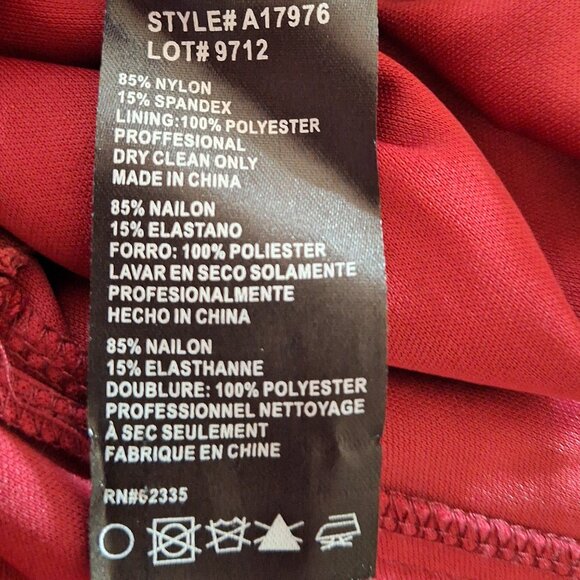 STYLE# A17976
LOT# 9712
85% NYLON
15% SPANDEX
LINING:100% POLYESTER
PROFFESIONAL
DRY CLEAN ONLY
MADE IN CHINA
85% NAILON
15% ELASTANO
FORRO: 100% POLIESTER
LAVAR EN SECO SOLAMENTE
PROFESIONALMENTE
HECHO IN CHINA
85% NAILON
15% ELASTHANNE
DOUBLURE: 100% POLYESTER
PROFESSIONNEL NETTOYAGE
À SEC SEULEMENT
FABRIQUE EN CHINE
RN#62335